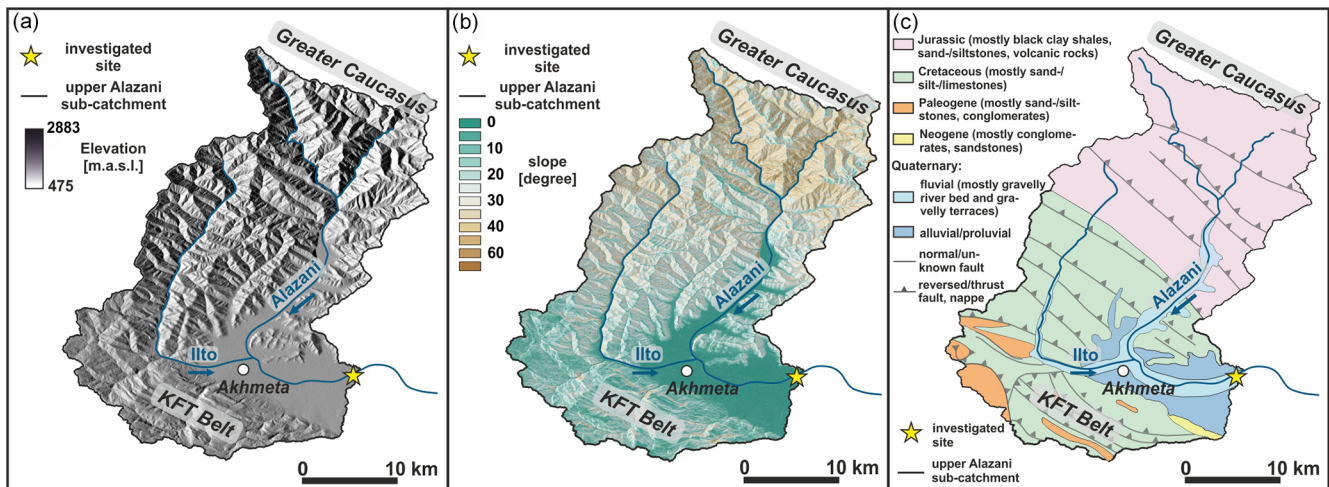 (a)
investigated
site
upper Alazani
sub-catchment
2883
Elevation
[m.a.s.l.]
475
Greater Caucasus
Alazani
Ilto
Akhmeta
KFT Belt
0
10 km
(b)
investigated
site
upper Alazani
sub-catchment
0
10
20
30
40
60
slope
[degree]
Greater Caucasus
Alazani
Ilto
Akhmeta
KFT Belt
0
10 km
(c)
Jurassic (mostly black clay shales,
sand-/siltstones, volcanic rocks)
Cretaceous (mostly sand-/
silt-/limestones)
Paleogene (mostly sand-/silt-
stones, conglomerates)
Neogene (mostly conglome-
rates, sandstones)
Quaternary:
fluvial (mostly gravelly
river bed and gra-
velly terraces)
alluvial/proluvial
normal/un-
known fault
reversed/thrust
fault, nappe
Greater Caucasus
Alazani
Ilto
Akhmeta
KFT Belt
investigated
site
upper Alazani
sub-catchment
0
10 km